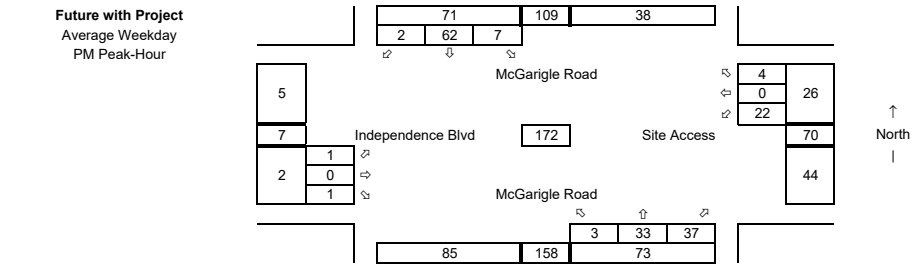 Future with Project
Average Weekday
PM Peak-Hour
71 109 38
2 62 7
McGarigle Road
5
4
0 26
22
↑
North
|
7 Independence Blvd 172 Site Access 70
2
1
0
1
44
McGarigle Road
3 33 37
85 158 73